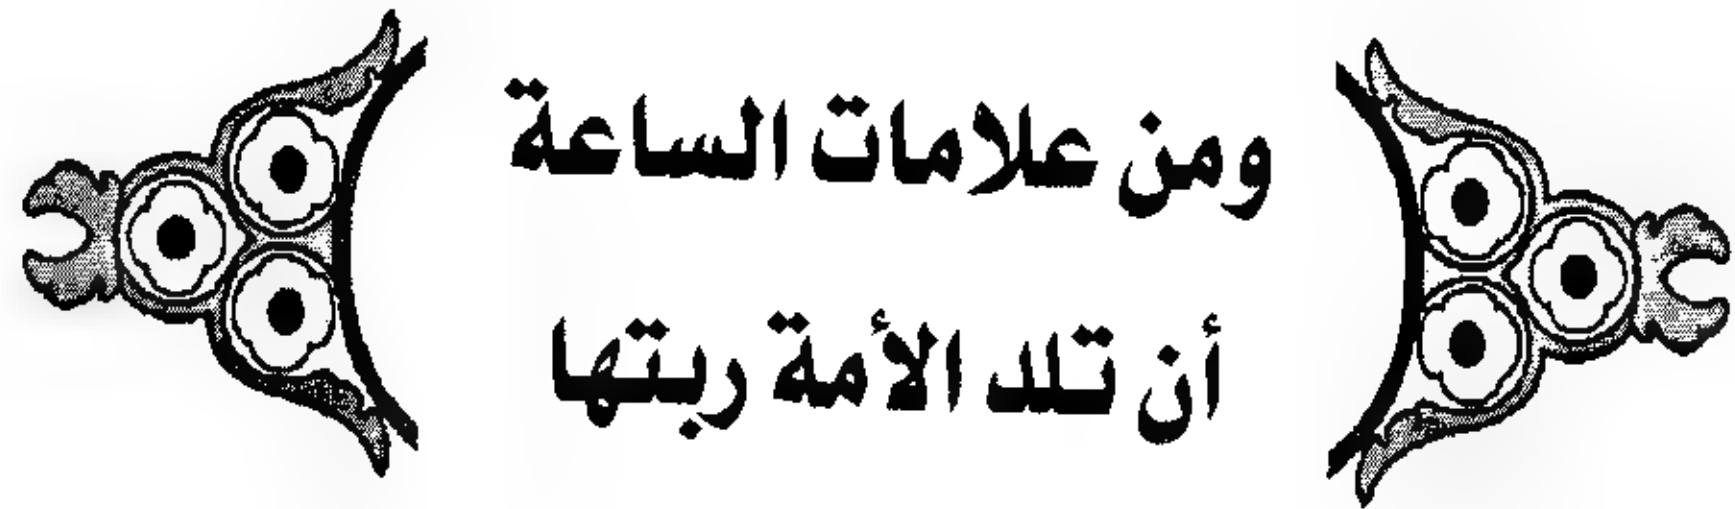 ومن علامات الساعة
أن تلد الأمة ربتها